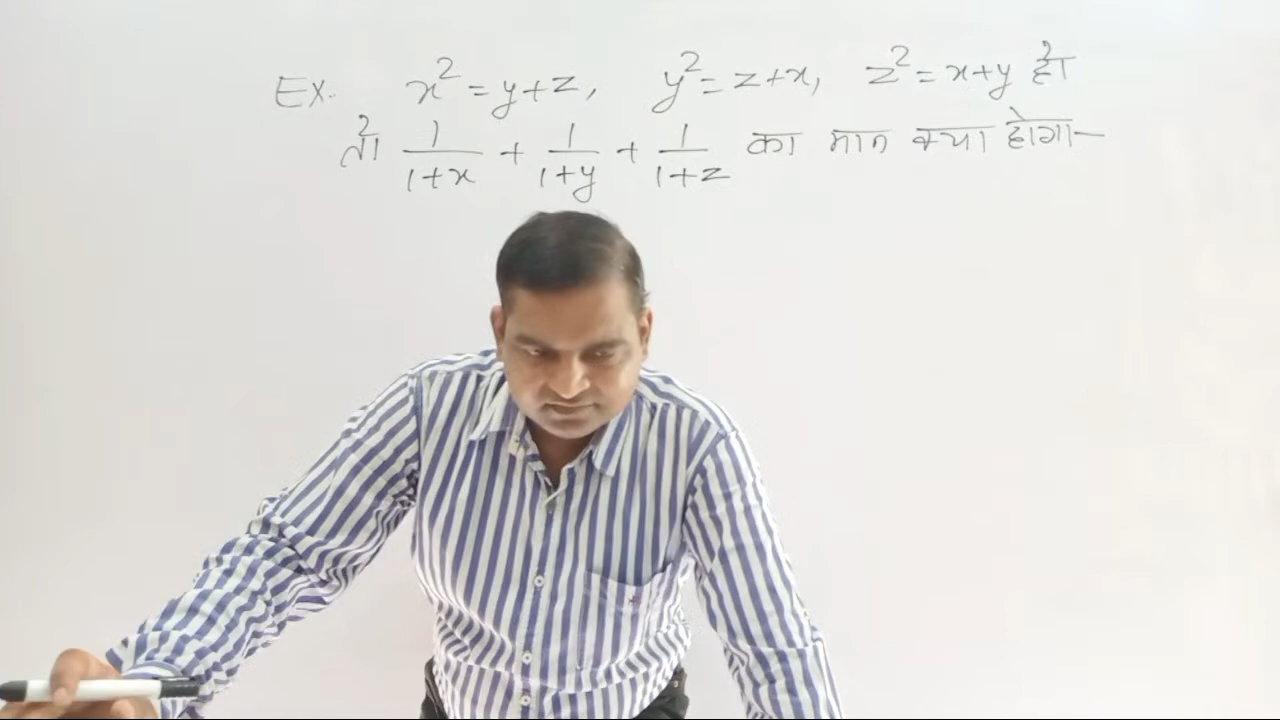 Ex. x² = y+z, y² = z+x, z² = x+y हो
तो 1/(1+x) + 1/(1+y) + 1/(1+z) का मान क्या होगा-